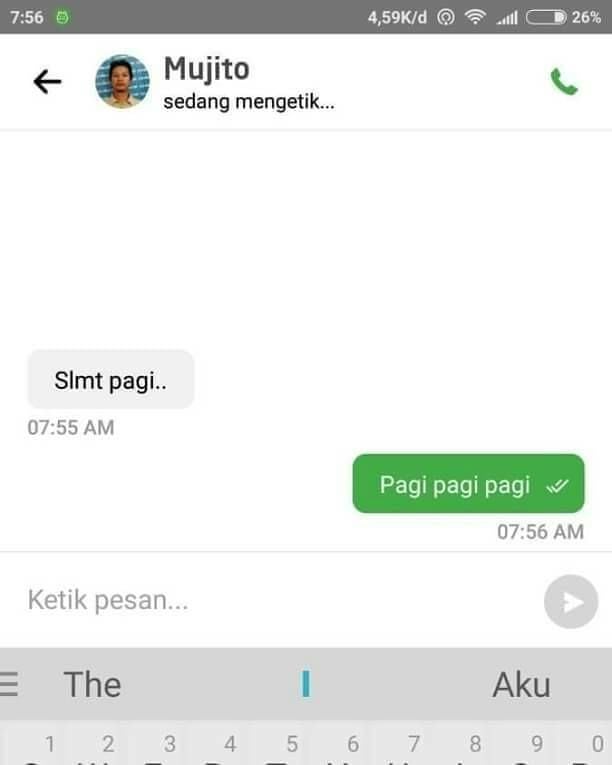 7:56 4,59K/d 26%
Mujito
sedang mengetik...
Slmt pagi..
07:55 AM
Pagi pagi pagi
07:56 AM
Ketik pesan...
The I Aku
1 2 3 4 5 6 7 8 9 0